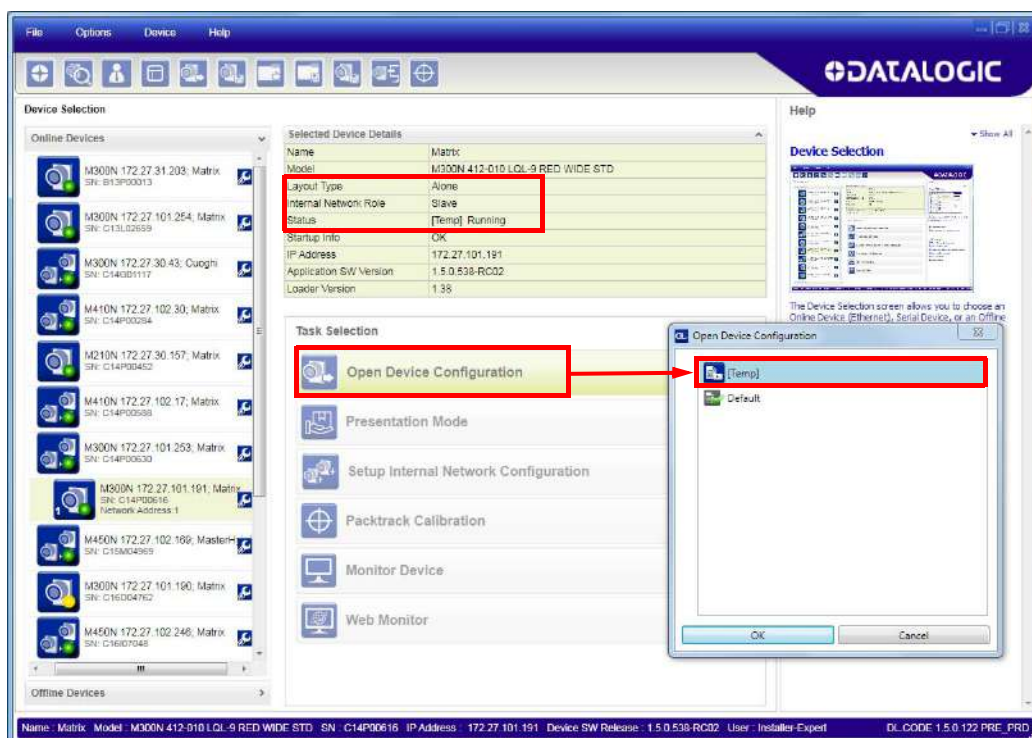 File Options Device Help
DATALOGIC
Device Selection
Online Devices
M300N 172.27.31.203; Matrix
SN: B13P00013
M300N 172.27.101.254; Matrix
SN: C13L02659
M300N 172.27.30.43; Cuoghi
SN: C14G01117
M410N 172.27.102.30; Matrix
SN: C14P00284
M210N 172.27.30.157; Matrix
SN: C14P00452
M410N 172.27.102.17; Matrix
SN: C14P00588
M300N 172.27.101.253; Matrix
SN: C14P00630
M300N 172.27.101.191; Matrix
SN: C14P00616
Network Address:1
1
M450N 172.27.102.169; MasterH
SN: C15M04969
M300N 172.27.101.190; Matrix
SN: C16D04762
M450N 172.27.102.246; Matrix
SN: C16I07048
Offline Devices
Selected Device Details
Name Matrix
Model M300N 412-010 LQL-9 RED WIDE STD
Layout Type Alone
Internal Network Role Slave
Status [Temp] Running
Startup Info OK
IP Address 172.27.101.191
Application SW Version 1.5.0.538-RC02
Loader Version 1.38
Task Selection
Open Device Configuration
Presentation Mode
Setup Internal Network Configuration
Packtrack Calibration
Monitor Device
Web Monitor
Help
Show All
Device Selection
The Device Selection screen allows you to choose an
Online Device (Ethernet), Serial Device, or an Offline
Open Device Configuration
[Temp]
Default
OK Cancel
Name : Matrix Model : M300N 412-010 LQL-9 RED WIDE STD SN : C14P00616 IP Address : 172.27.101.191 Device SW Release : 1.5.0.538-RC02 User : Installer-Expert DL.CODE 1.5.0.122 PRE_PRD